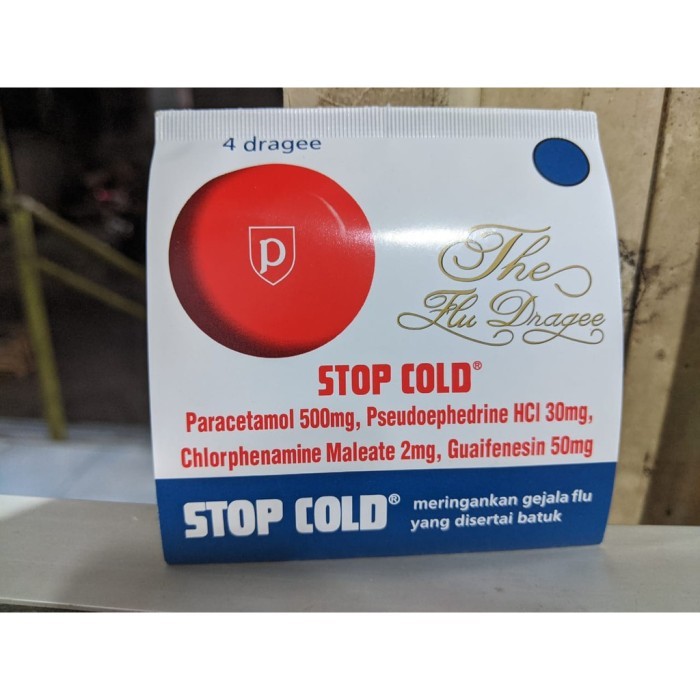 4 dragee
p
The
Flu Dragee
STOP COLD®
Paracetamol 500mg, Pseudoephedrine HCl 30mg,
Chlorphenamine Maleate 2mg, Guaifenesin 50mg
STOP COLD® meringankan gejala flu
yang disertai batuk